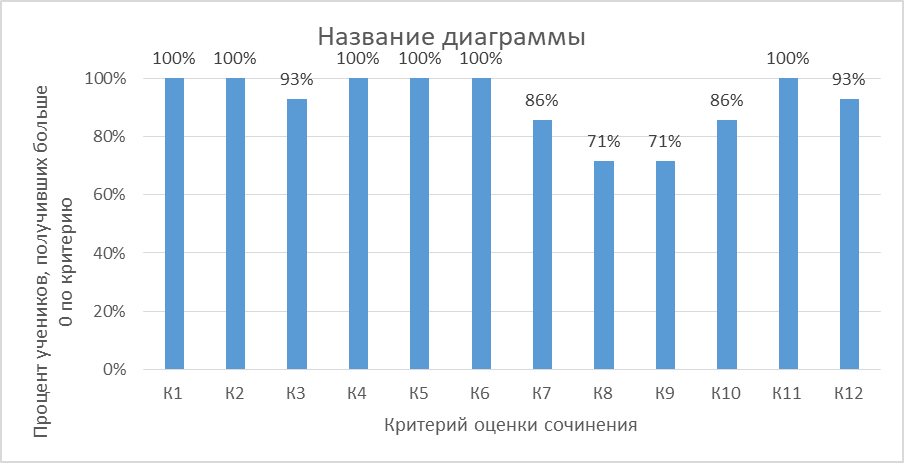 Название диаграммы
100% 100% 93% 100% 100% 100% 86% 71% 71% 86% 100% 93%
100%
80%
60%
40%
20%
0%
Процент учеников, получивших больше
0 по критерию
К1 К2 К3 К4 К5 К6 К7 К8 К9 К10 К11 К12
Критерий оценки сочинения